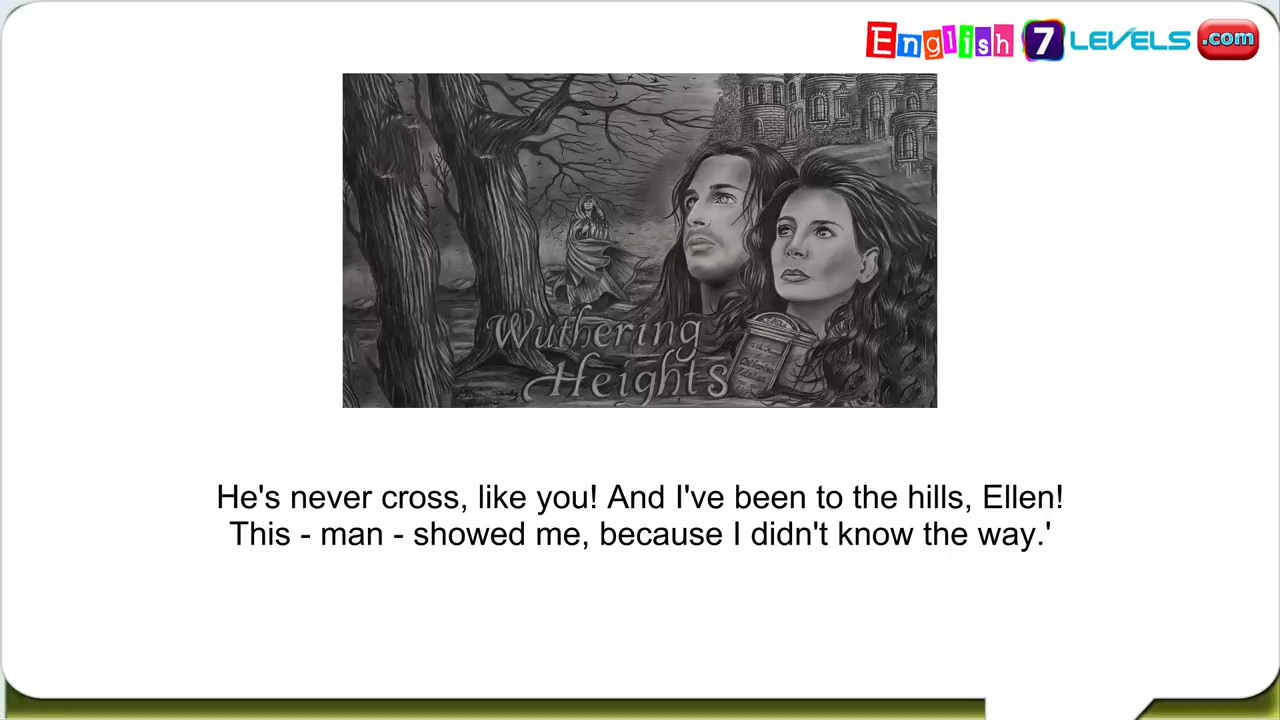 English 7 LEVELS .com
Wuthering
Heights
He's never cross, like you! And I've been to the hills, Ellen!
This - man - showed me, because I didn't know the way.'